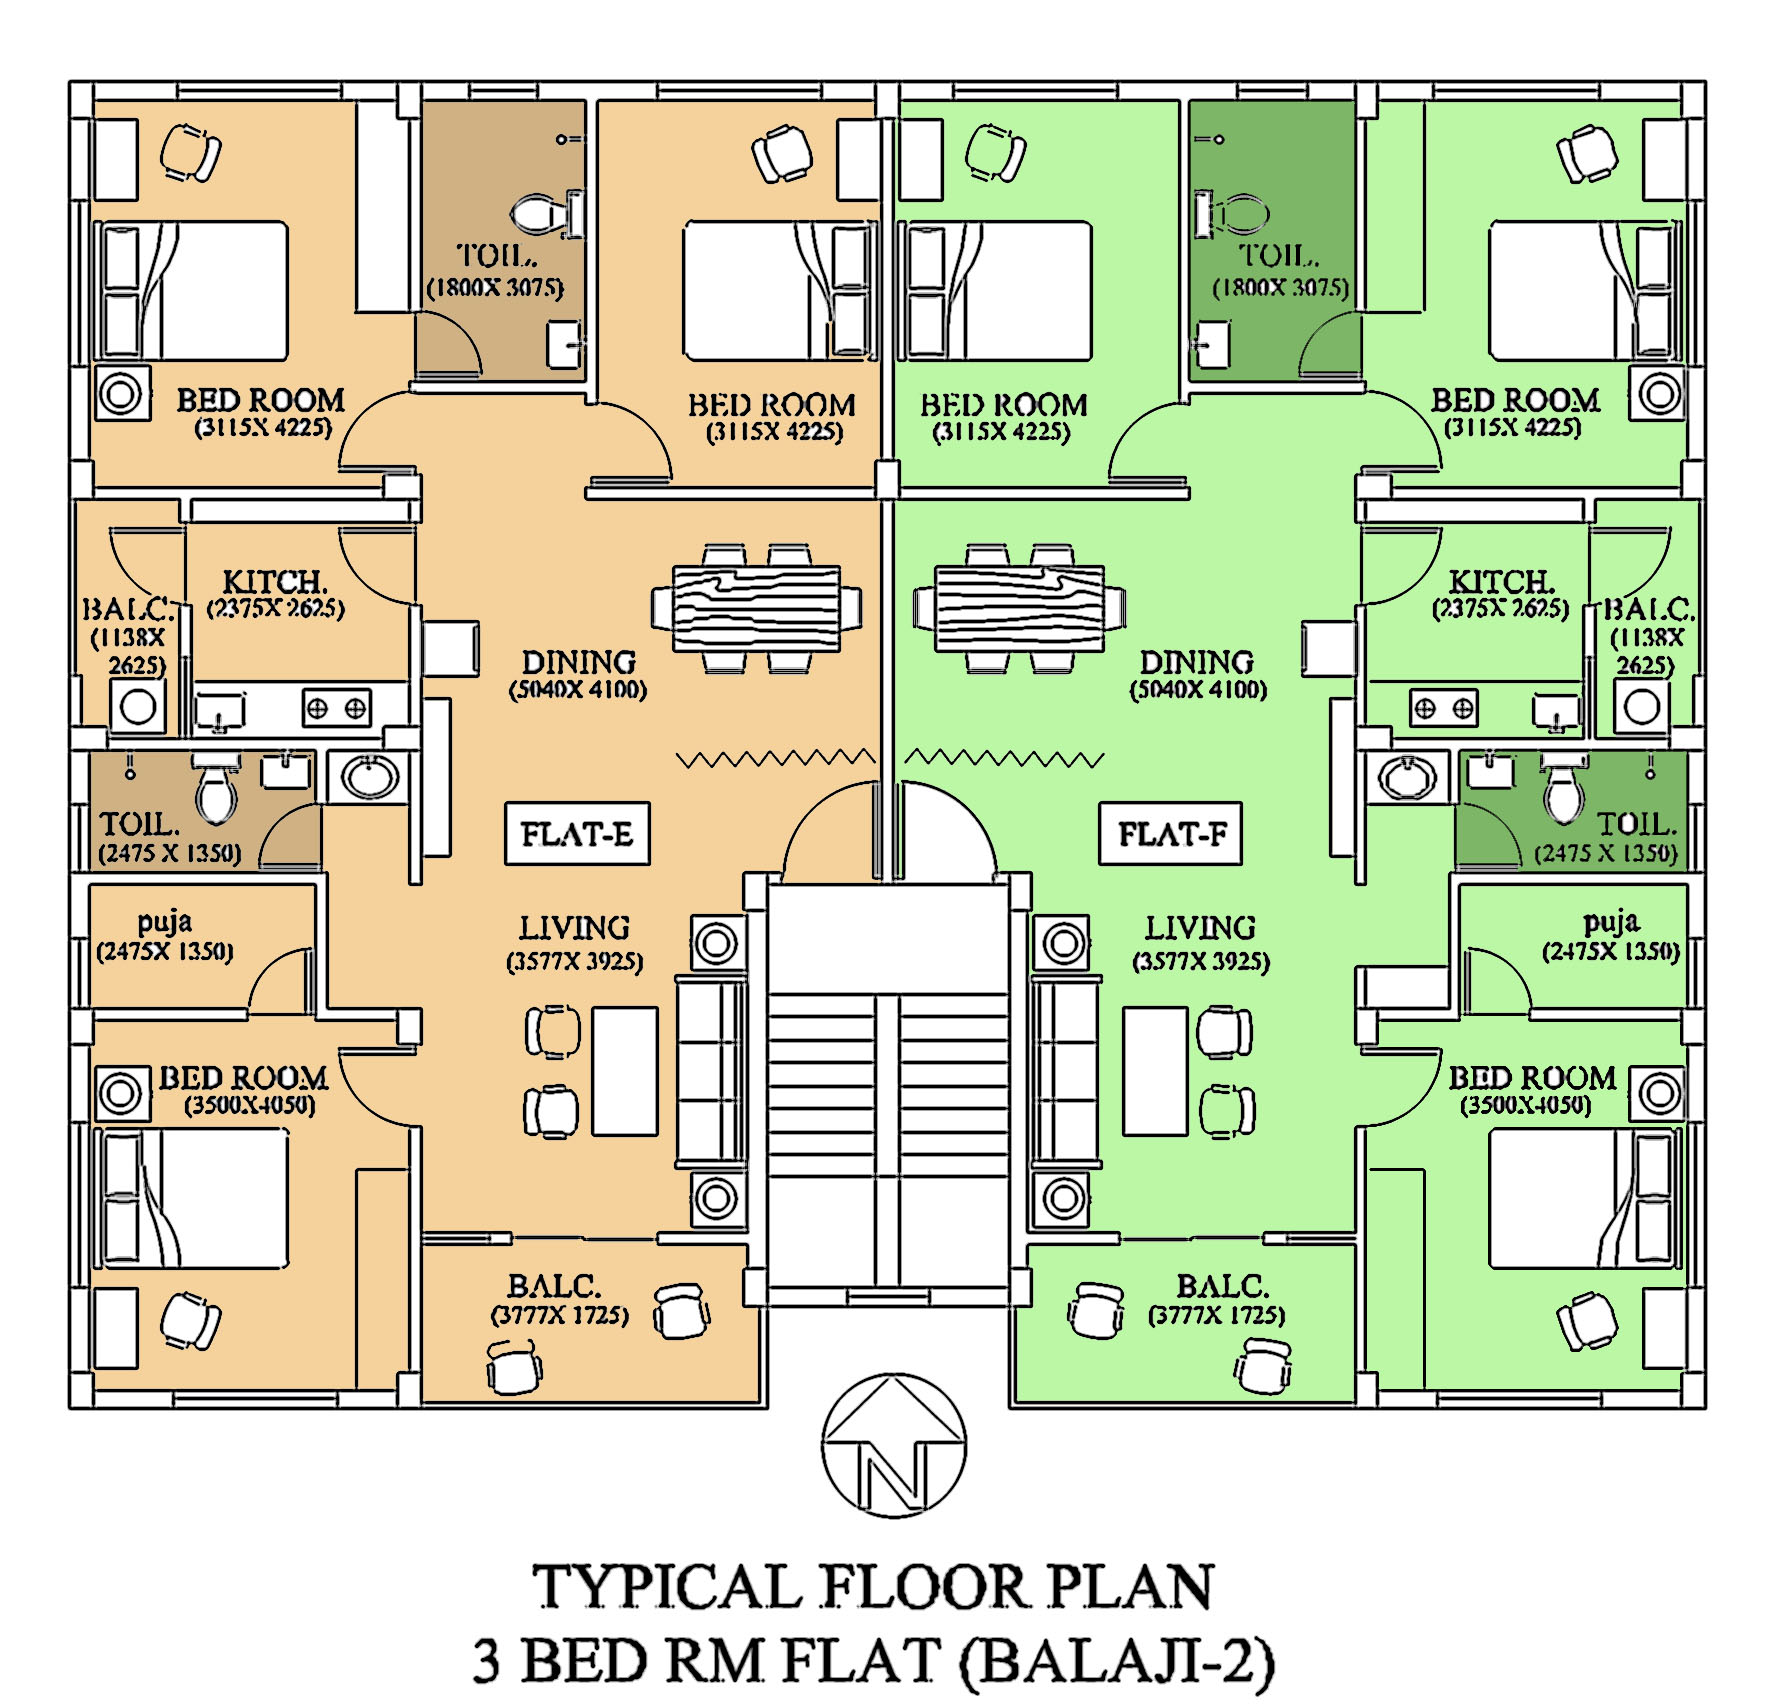 TOIL.
(1800X 3075)
BED ROOM
(3115X 4225)
BED ROOM
(3115X 4225)
BED ROOM
(3115X 4225)
TOIL.
(1800X 3075)
BED ROOM
(3115X 4225)
BALC.
(1138X
2625)
KITCH.
(2375X 2625)
DINING
(5040X 4100)
DINING
(5040X 4100)
KITCH.
(2375X 2625)
BALC.
(1138X
2625)
TOIL.
(2475 X 1350)
FLAT-E
FLAT-F
TOIL.
(2475 X 1350)
puja
(2475X 1350)
LIVING
(3577X 3925)
LIVING
(3577X 3925)
puja
(2475X 1350)
BED ROOM
(3500X4050)
BED ROOM
(3500X4050)
BALC.
(3777X 1725)
BALC.
(3777X 1725)
N
TYPICAL FLOOR PLAN
3 BED RM FLAT (BALAJI-2)